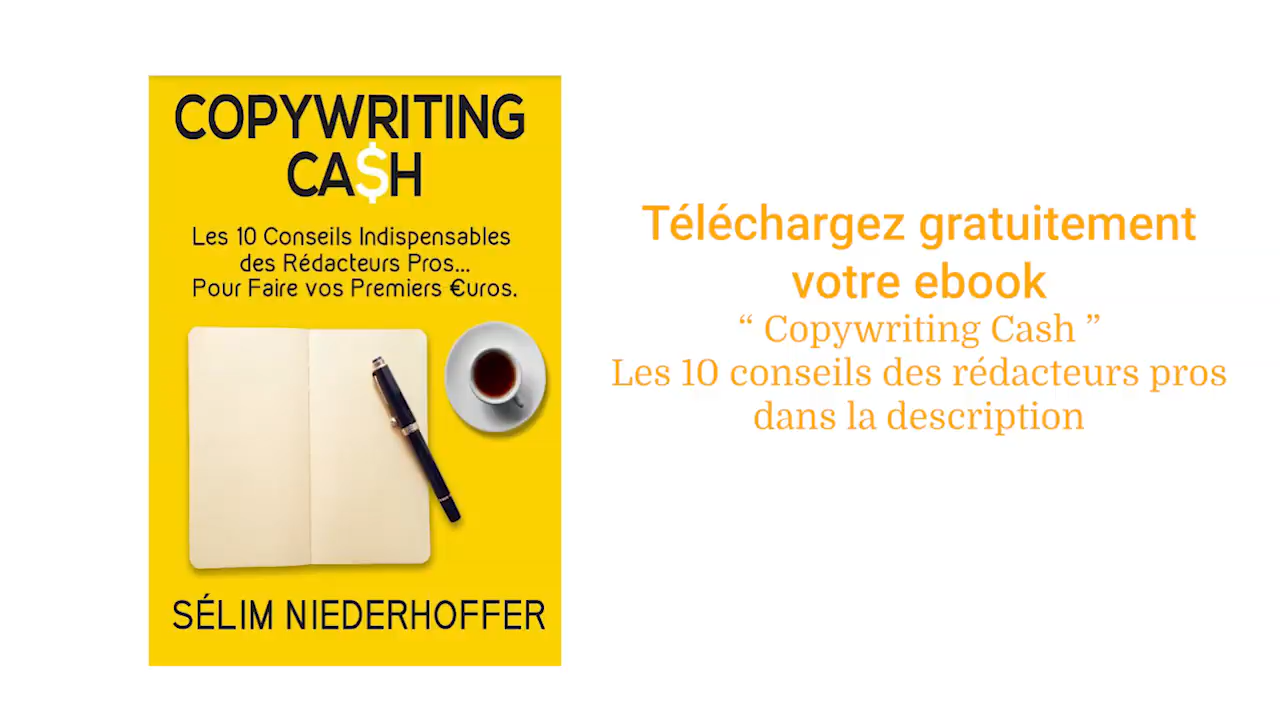 COPYWRITING
CA$H
Les 10 Conseils Indispensables
des Rédacteurs Pros...
Pour Faire vos Premiers €uros.
SÉLIM NIEDERHOFFER
Téléchargez gratuitement
votre ebook
“ Copywriting Cash ”
Les 10 conseils des rédacteurs pros
dans la description